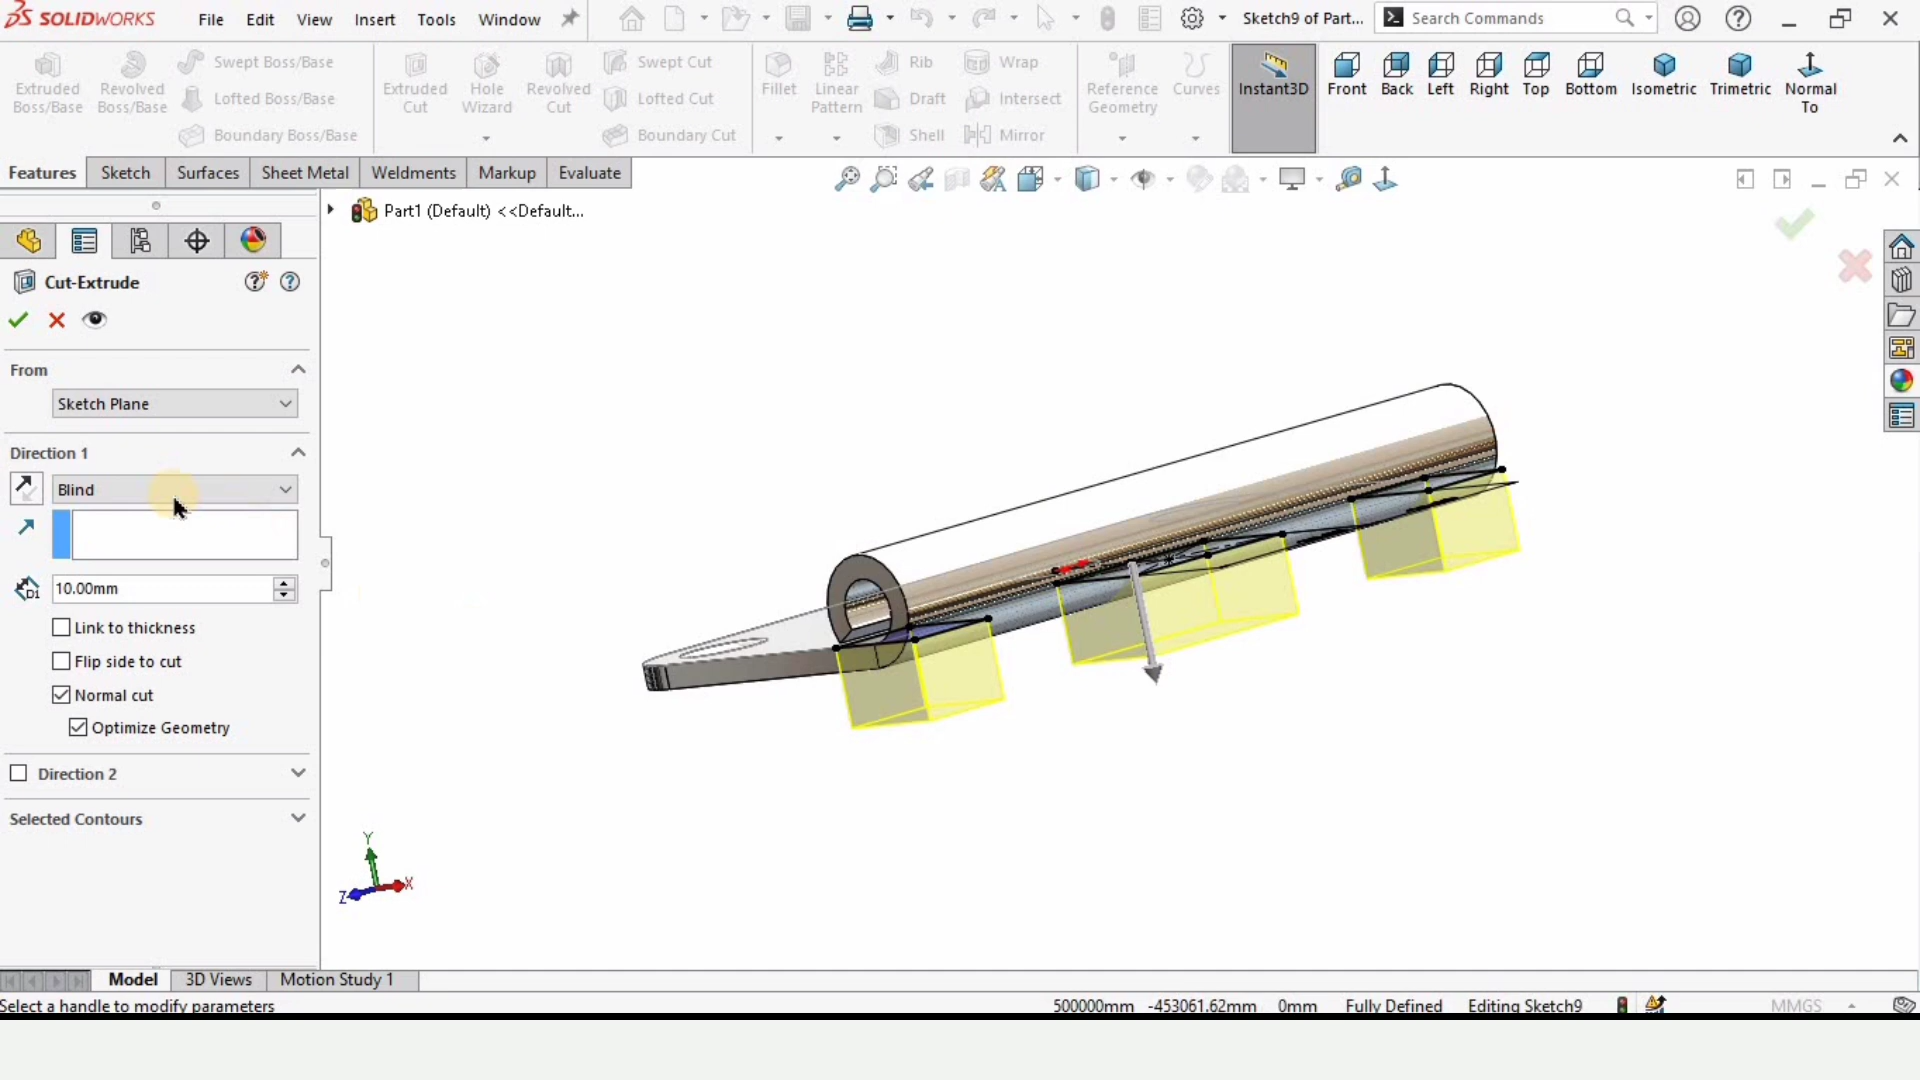 SOLIDWORKS File Edit View Insert Tools Window Sketch9 of Part... Search Commands
Extruded Boss/Base
Revolved Boss/Base
Swept Boss/Base
Lofted Boss/Base
Boundary Boss/Base
Extruded Cut
Hole Wizard
Revolved Cut
Swept Cut
Lofted Cut
Boundary Cut
Fillet
Linear Pattern
Rib
Draft
Shell
Wrap
Intersect
Mirror
Reference Geometry
Curves
Instant3D
Front
Back
Left
Right
Top
Bottom
Isometric
Trimetric
Normal To
Features Sketch Surfaces Sheet Metal Weldments Markup Evaluate
Part1 (Default) <<Default...
Cut-Extrude
From
Sketch Plane
Direction 1
Blind
D1 10.00mm
Link to thickness
Flip side to cut
Normal cut
Optimize Geometry
Direction 2
Selected Contours
Y
Z X
Model 3D Views Motion Study 1
Select a handle to modify parameters 500000mm -453061.62mm 0mm Fully Defined Editing Sketch9 MMGS